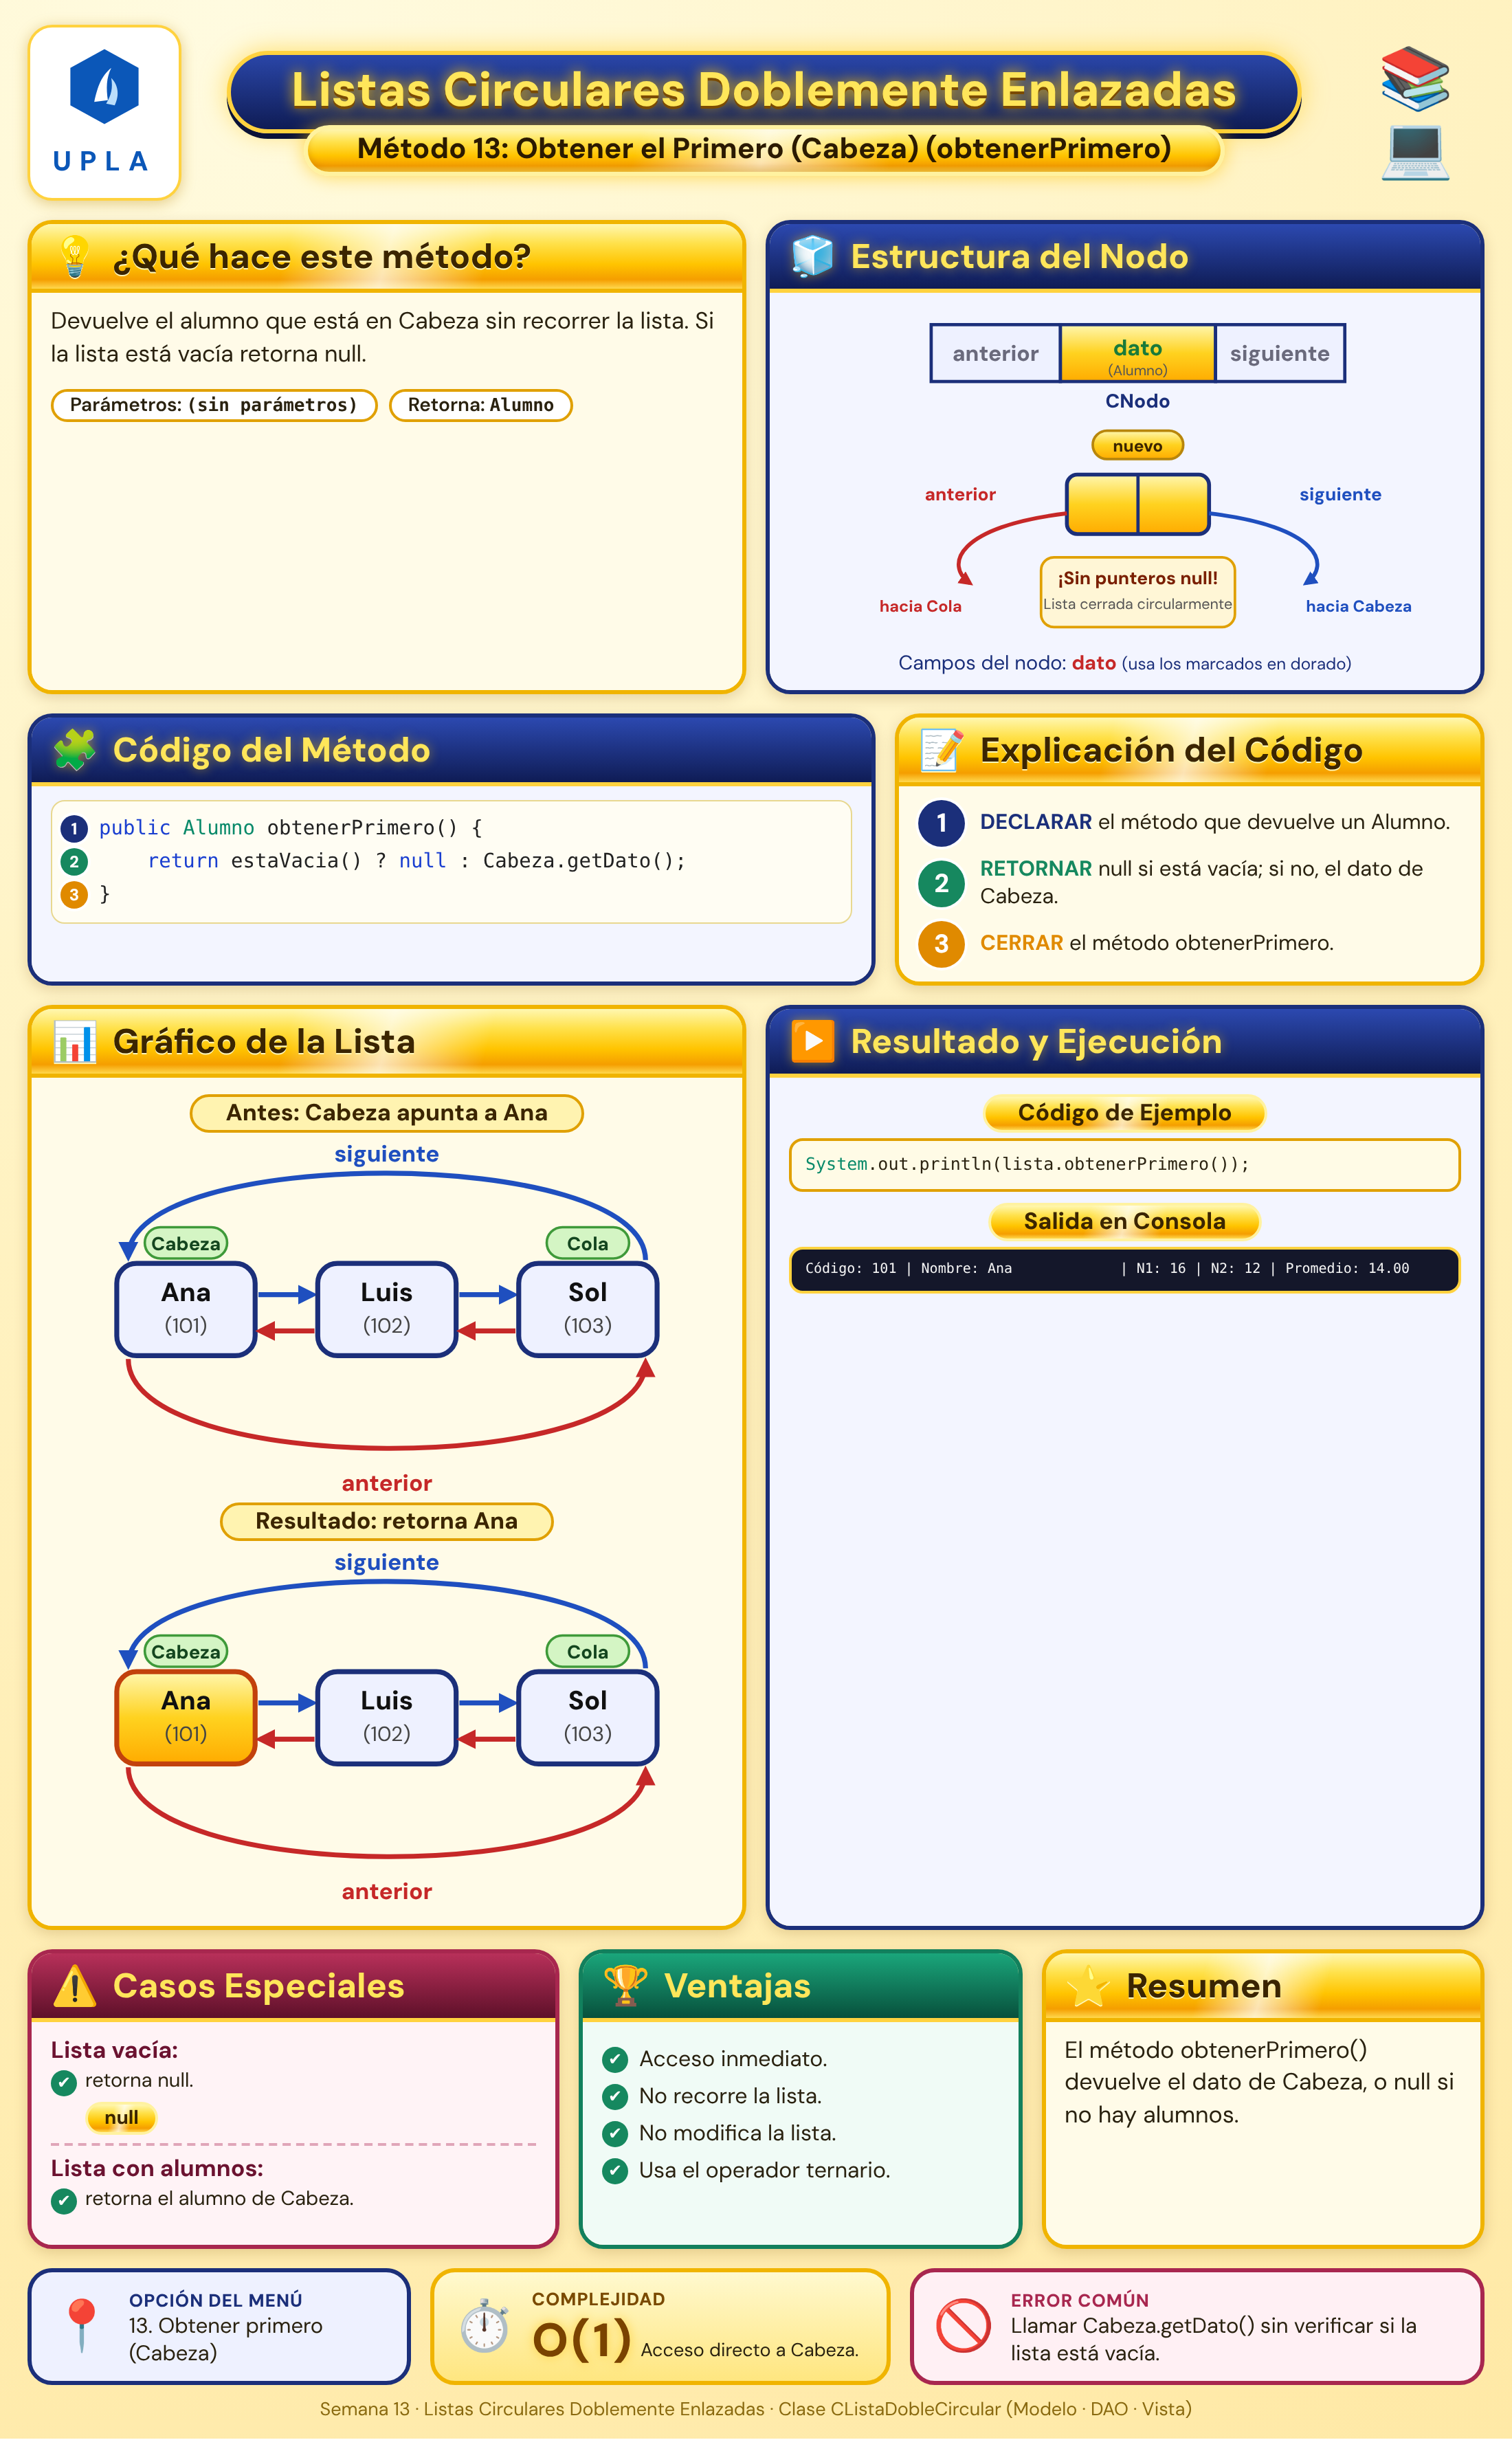 UPLA
Listas Circulares Doblemente Enlazadas
Método 13: Obtener el Primero (Cabeza) (obtenerPrimero)
¿Qué hace este método?
Devuelve el alumno que está en Cabeza sin recorrer la lista. Si
la lista está vacía retorna null.
Parámetros: (sin parámetros)
Retorna: Alumno
Estructura del Nodo
anterior
dato
(Alumno)
siguiente
CNodo
nuevo
anterior
siguiente
¡Sin punteros null!
Lista cerrada circularmente
hacia Cola
hacia Cabeza
Campos del nodo: dato (usa los marcados en dorado)
Código del Método
1 public Alumno obtenerPrimero() {
2 return estaVacia() ? null : Cabeza.getDato();
3 }
Explicación del Código
1 DECLARAR el método que devuelve un Alumno.
2 RETORNAR null si está vacía; si no, el dato de
Cabeza.
3 CERRAR el método obtenerPrimero.
Gráfico de la Lista
Antes: Cabeza apunta a Ana
siguiente
Cabeza
Cola
Ana
(101)
Luis
(102)
Sol
(103)
anterior
Resultado: retorna Ana
siguiente
Cabeza
Cola
Ana
(101)
Luis
(102)
Sol
(103)
anterior
Resultado y Ejecución
Código de Ejemplo
System.out.println(lista.obtenerPrimero());
Salida en Consola
Código: 101 | Nombre: Ana | N1: 16 | N2: 12 | Promedio: 14.00
Casos Especiales
Lista vacía:
retorna null.
null
Lista con alumnos:
retorna el alumno de Cabeza.
Ventajas
Acceso inmediato.
No recorre la lista.
No modifica la lista.
Usa el operador ternario.
Resumen
El método obtenerPrimero()
devuelve el dato de Cabeza, o null si
no hay alumnos.
OPCIÓN DEL MENÚ
13. Obtener primero
(Cabeza)
COMPLEJIDAD
O(1) Acceso directo a Cabeza.
ERROR COMÚN
Llamar Cabeza.getDato() sin verificar si la
lista está vacía.
Semana 13 · Listas Circulares Doblemente Enlazadas · Clase CListaDobleCircular (Modelo · DAO · Vista)